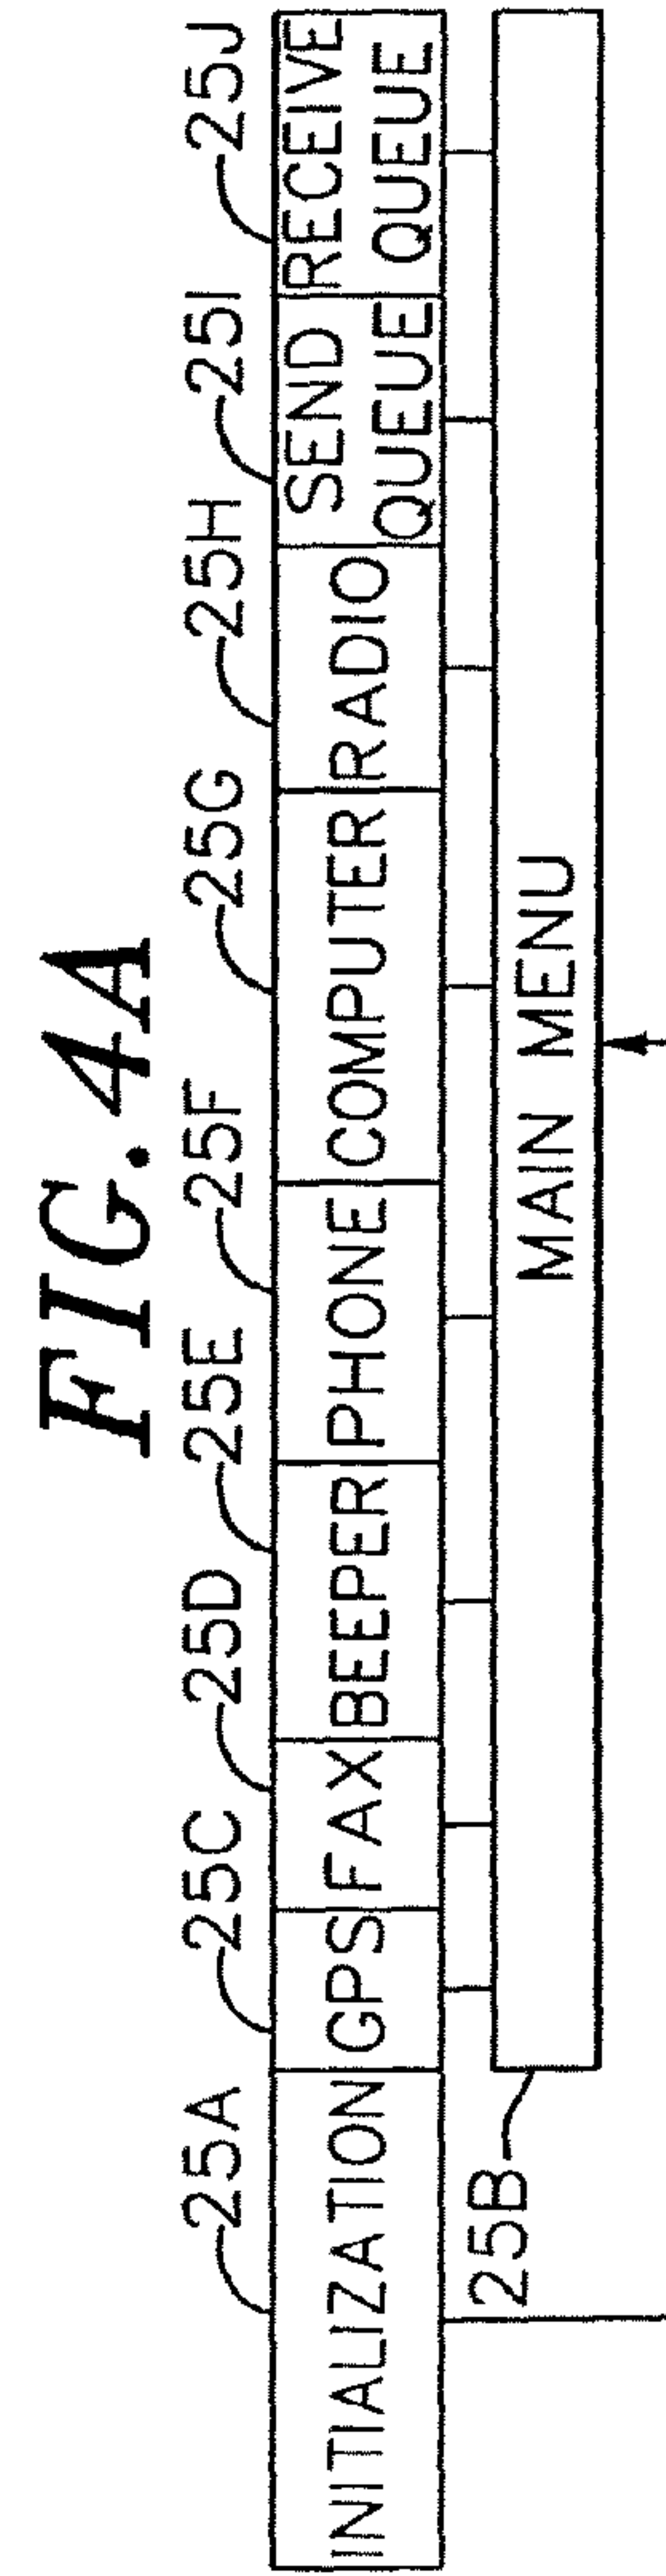 FIG. 4A
25A 25C 25D 25E 25F 25G 25H 25I 25J
INITIALIZATION GPS FAX BEEPER PHONE COMPUTER RADIO SEND QUEUE RECEIVE QUEUE
25B MAIN MENU